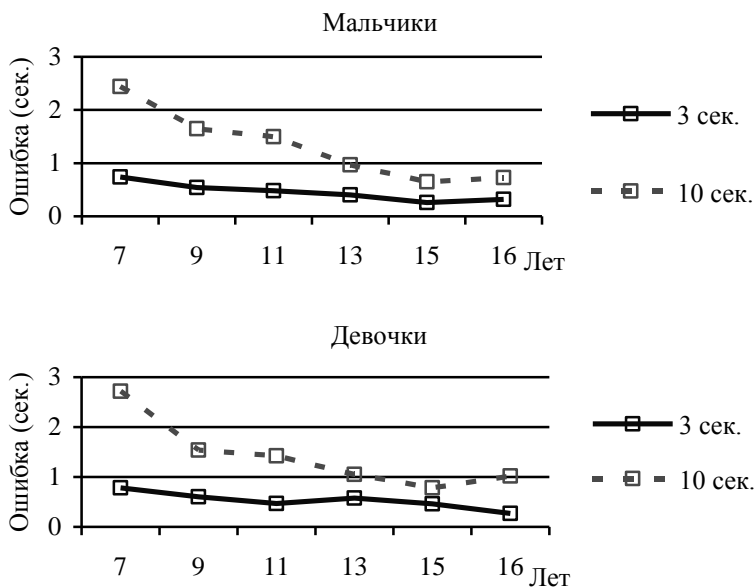 Мальчики
Ошибка (сек.)
3
2
1
0
7 9 11 13 15 16 Лет
3 сек.
10 сек.
Девочки
Ошибка (сек.)
3
2
1
0
7 9 11 13 15 16 Лет
3 сек.
10 сек.